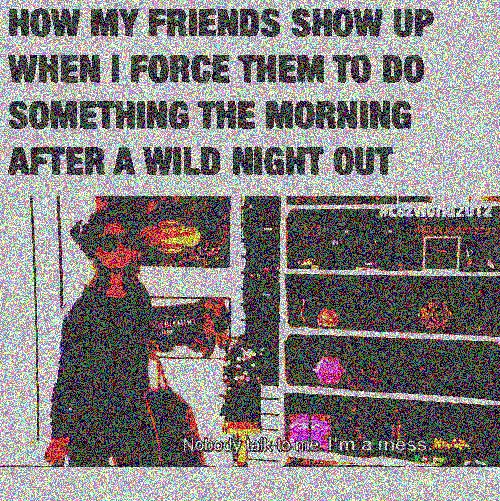 HOW MY FRIENDS SHOW UP
WHEN I FORCE THEM TO DO
SOMETHING THE MORNING
AFTER A WILD NIGHT OUT
Nobody talk to me. I'm a mess.